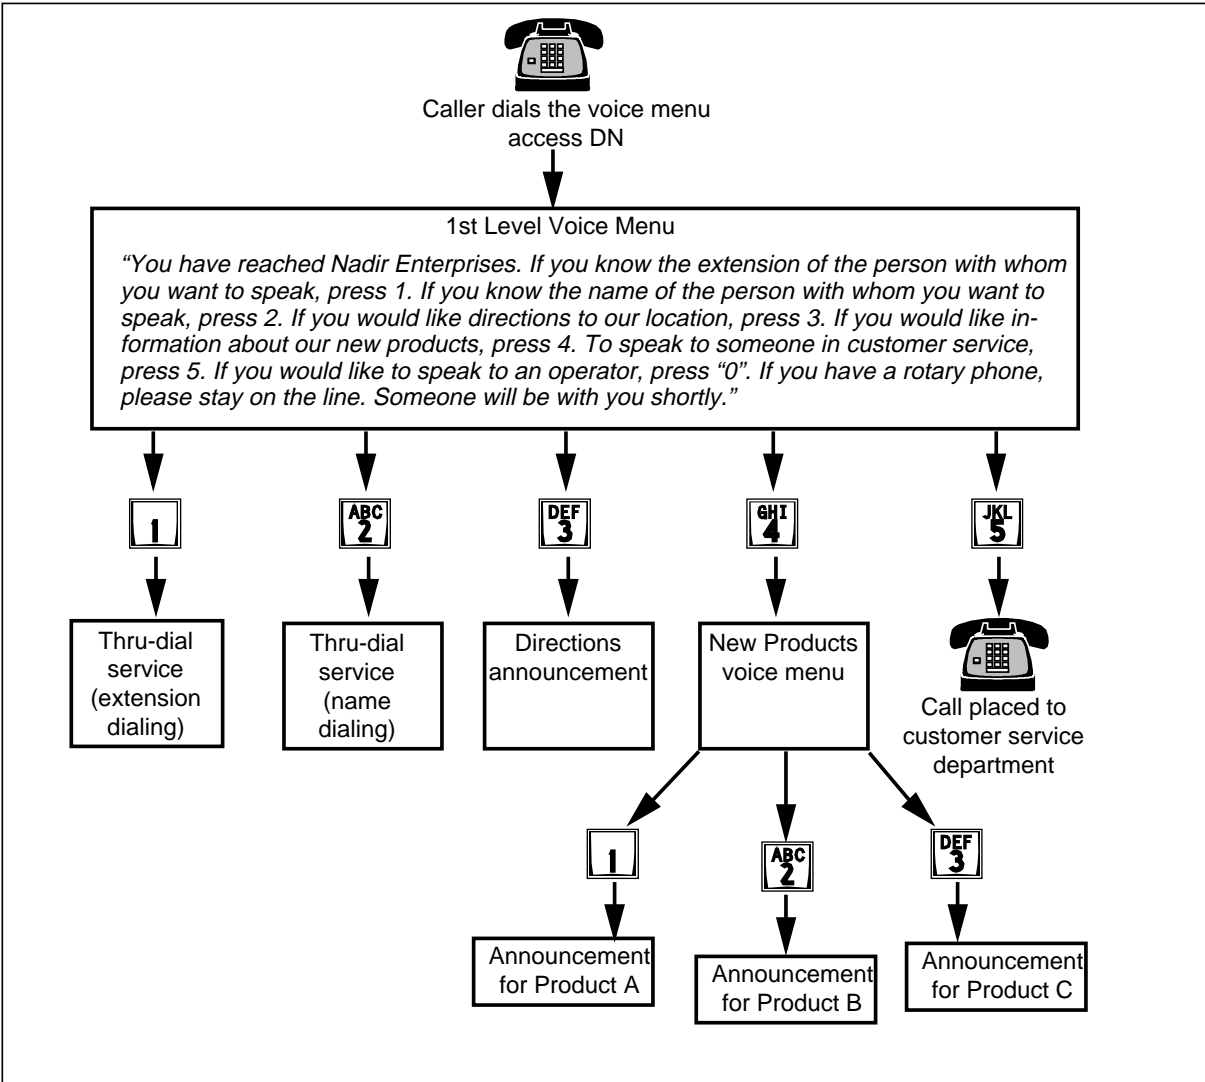 Caller dials the voice menu
access DN
1st Level Voice Menu
“You have reached Nadir Enterprises. If you know the extension of the person with whom
you want to speak, press 1. If you know the name of the person with whom you want to
speak, press 2. If you would like directions to our location, press 3. If you would like in-
formation about our new products, press 4. To speak to someone in customer service,
press 5. If you would like to speak to an operator, press “0”. If you have a rotary phone,
please stay on the line. Someone will be with you shortly.”
1
ABC
2
DEF
3
GHI
4
JKL
5
Thru-dial
service
(extension
dialing)
Thru-dial
service
(name
dialing)
Directions
announcement
New Products
voice menu
Call placed to
customer service
department
1
ABC
2
DEF
3
Announcement
for Product A
Announcement
for Product B
Announcement
for Product C